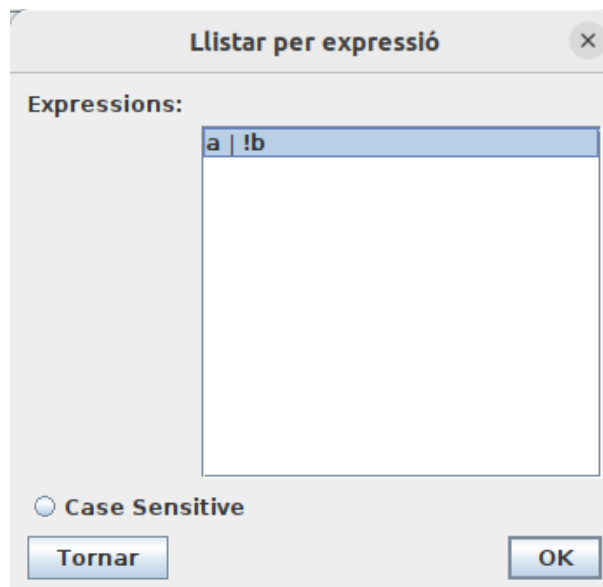 Llistar per expressió
Expressions:
a | !b
Case Sensitive
Tornar
OK